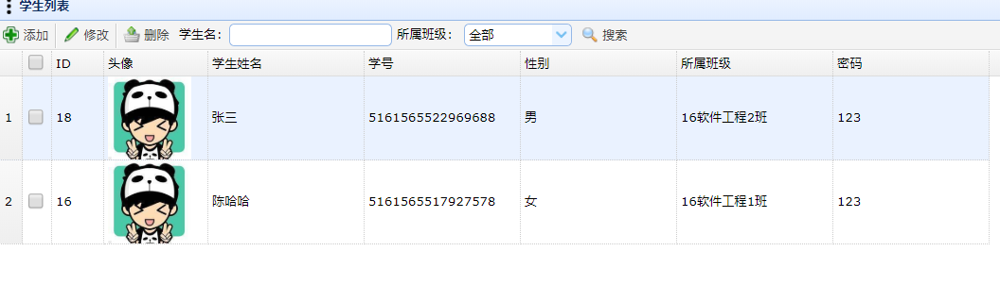 学生列表
添加 修改 删除 学生名： 所属班级： 全部 搜索
ID 头像 学生姓名 学号 性别 所属班级 密码
1 18 张三 5161565522969688 男 16软件工程2班 123
2 16 陈哈哈 5161565517927578 女 16软件工程1班 123